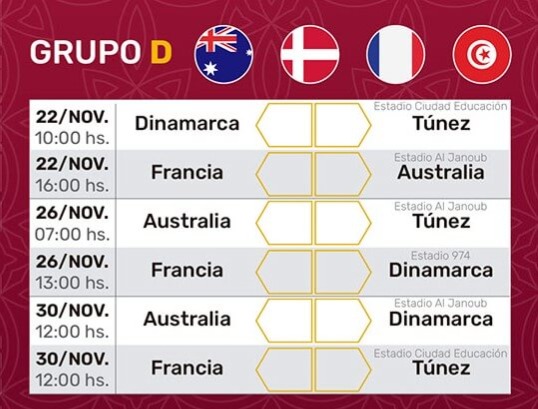 GRUPO D
22/NOV.
10:00 hs.
Dinamarca
Estadio Ciudad Educación
Túnez
22/NOV.
16:00 hs.
Francia
Estadio Al Janoub
Australia
26/NOV.
07:00 hs.
Australia
Estadio Al Janoub
Túnez
26/NOV.
13:00 hs.
Francia
Estadio 974
Dinamarca
30/NOV.
12:00 hs.
Australia
Estadio Al Janoub
Dinamarca
30/NOV.
12:00 hs.
Francia
Estadio Ciudad Educación
Túnez